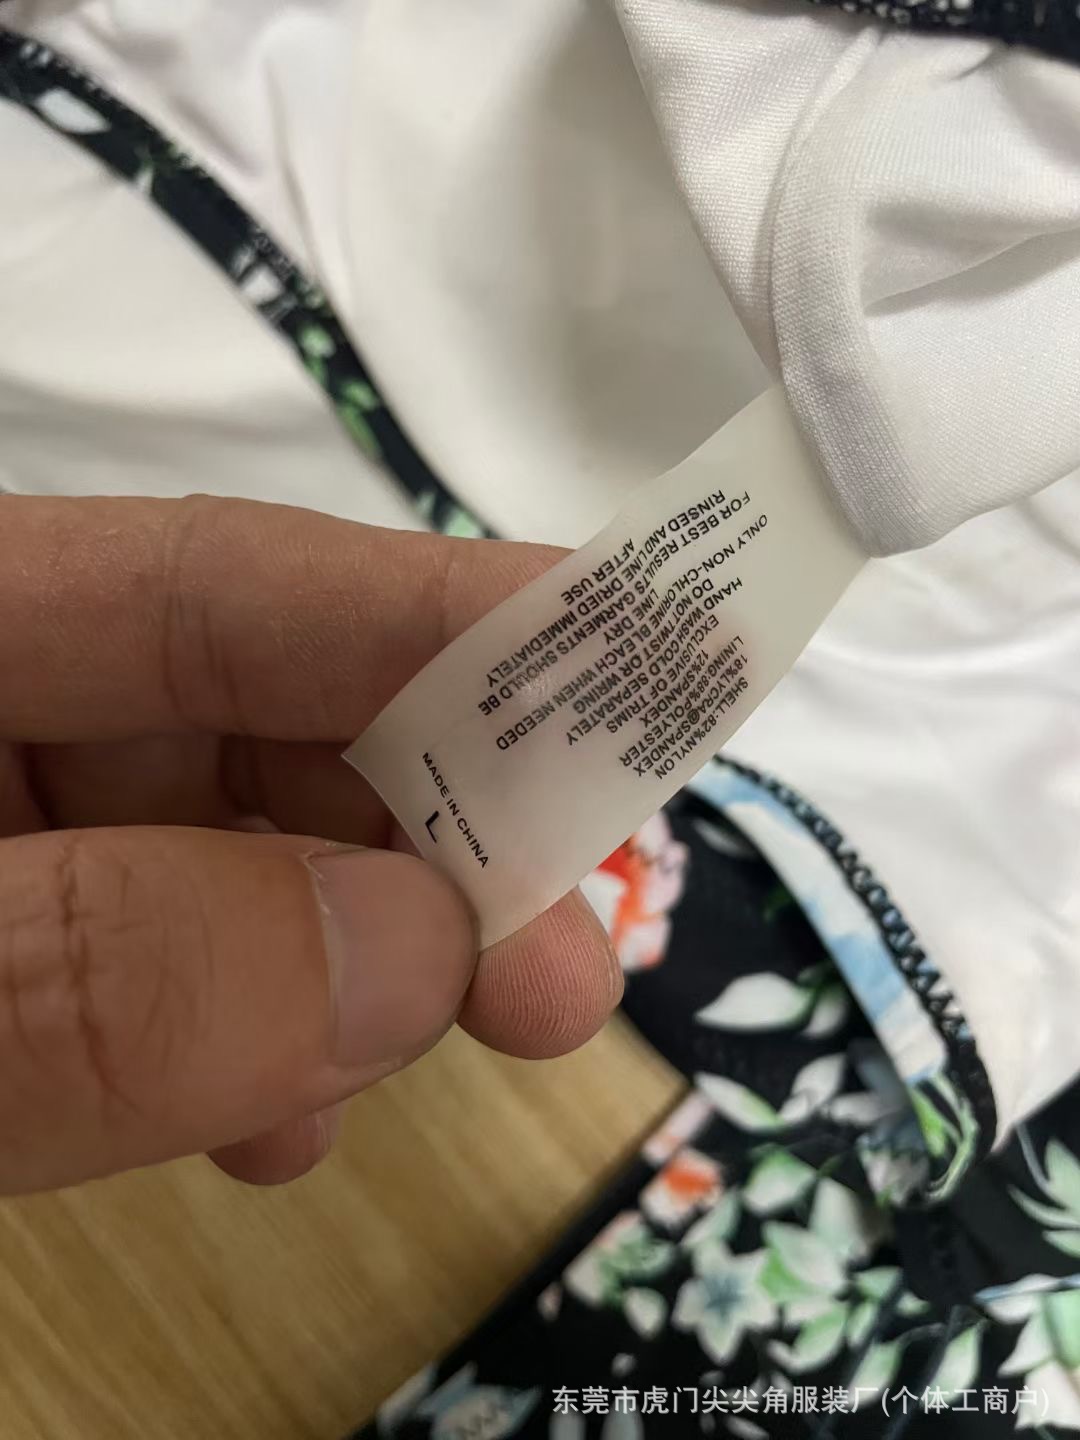 SHELL:82%NYLON
18%LYCRA@SPANDEX
LINING:88%POLYESTER
12%SPANDEX
EXCLUSIVE OF TRIMS
HAND WASH COLD SEPARATELY
DO NOT TWIST OR WRING
ONLY NON-CHLORINE BLEACH WHEN NEEDED
LINE DRY
FOR BEST RESULTS GARMENTS SHOULD BE
RINSED AND LINE DRIED IMMEDIATELY
AFTER USE
MADE IN CHINA
L
东莞市虎门尖尖角服装厂(个体工商户)